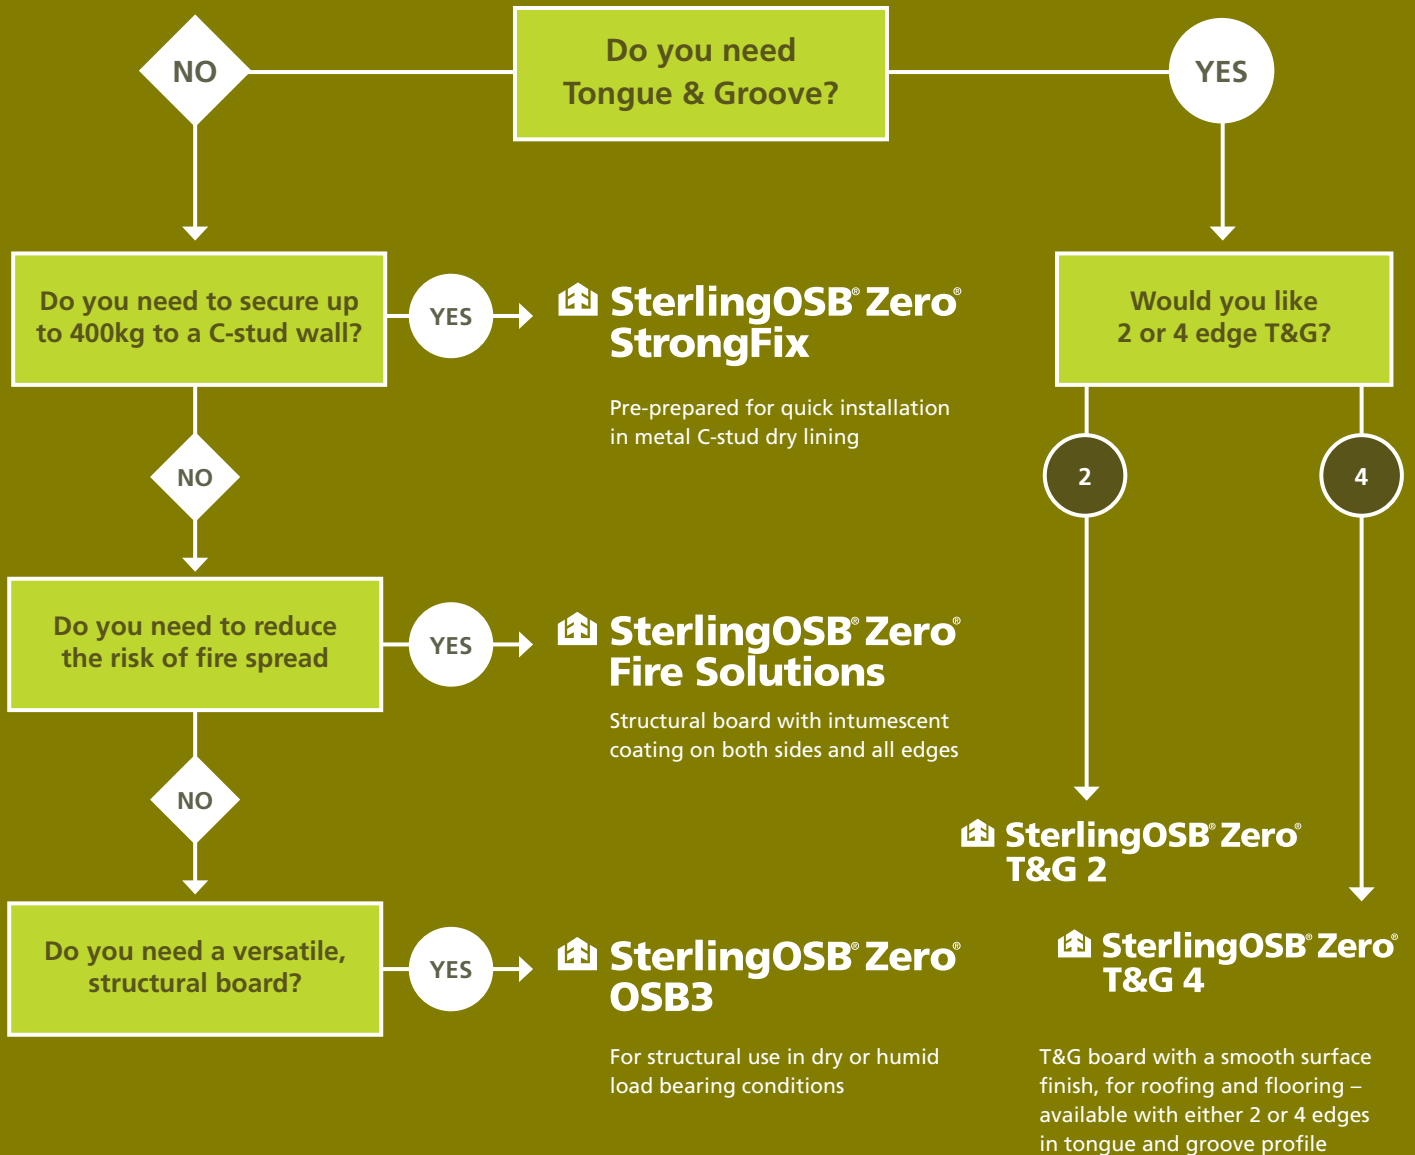 Do you need
Tongue & Groove?
NO
YES
Do you need to secure up
to 400kg to a C-stud wall?
YES
SterlingOSB® Zero®
StrongFix
Pre-prepared for quick installation
in metal C-stud dry lining
NO
Do you need to reduce
the risk of fire spread
YES
SterlingOSB® Zero®
Fire Solutions
Structural board with intumescent
coating on both sides and all edges
NO
Do you need a versatile,
structural board?
YES
SterlingOSB® Zero®
OSB3
For structural use in dry or humid
load bearing conditions
Would you like
2 or 4 edge T&G?
2
4
SterlingOSB® Zero®
T&G 2
SterlingOSB® Zero®
T&G 4
T&G board with a smooth surface
finish, for roofing and flooring –
available with either 2 or 4 edges
in tongue and groove profile